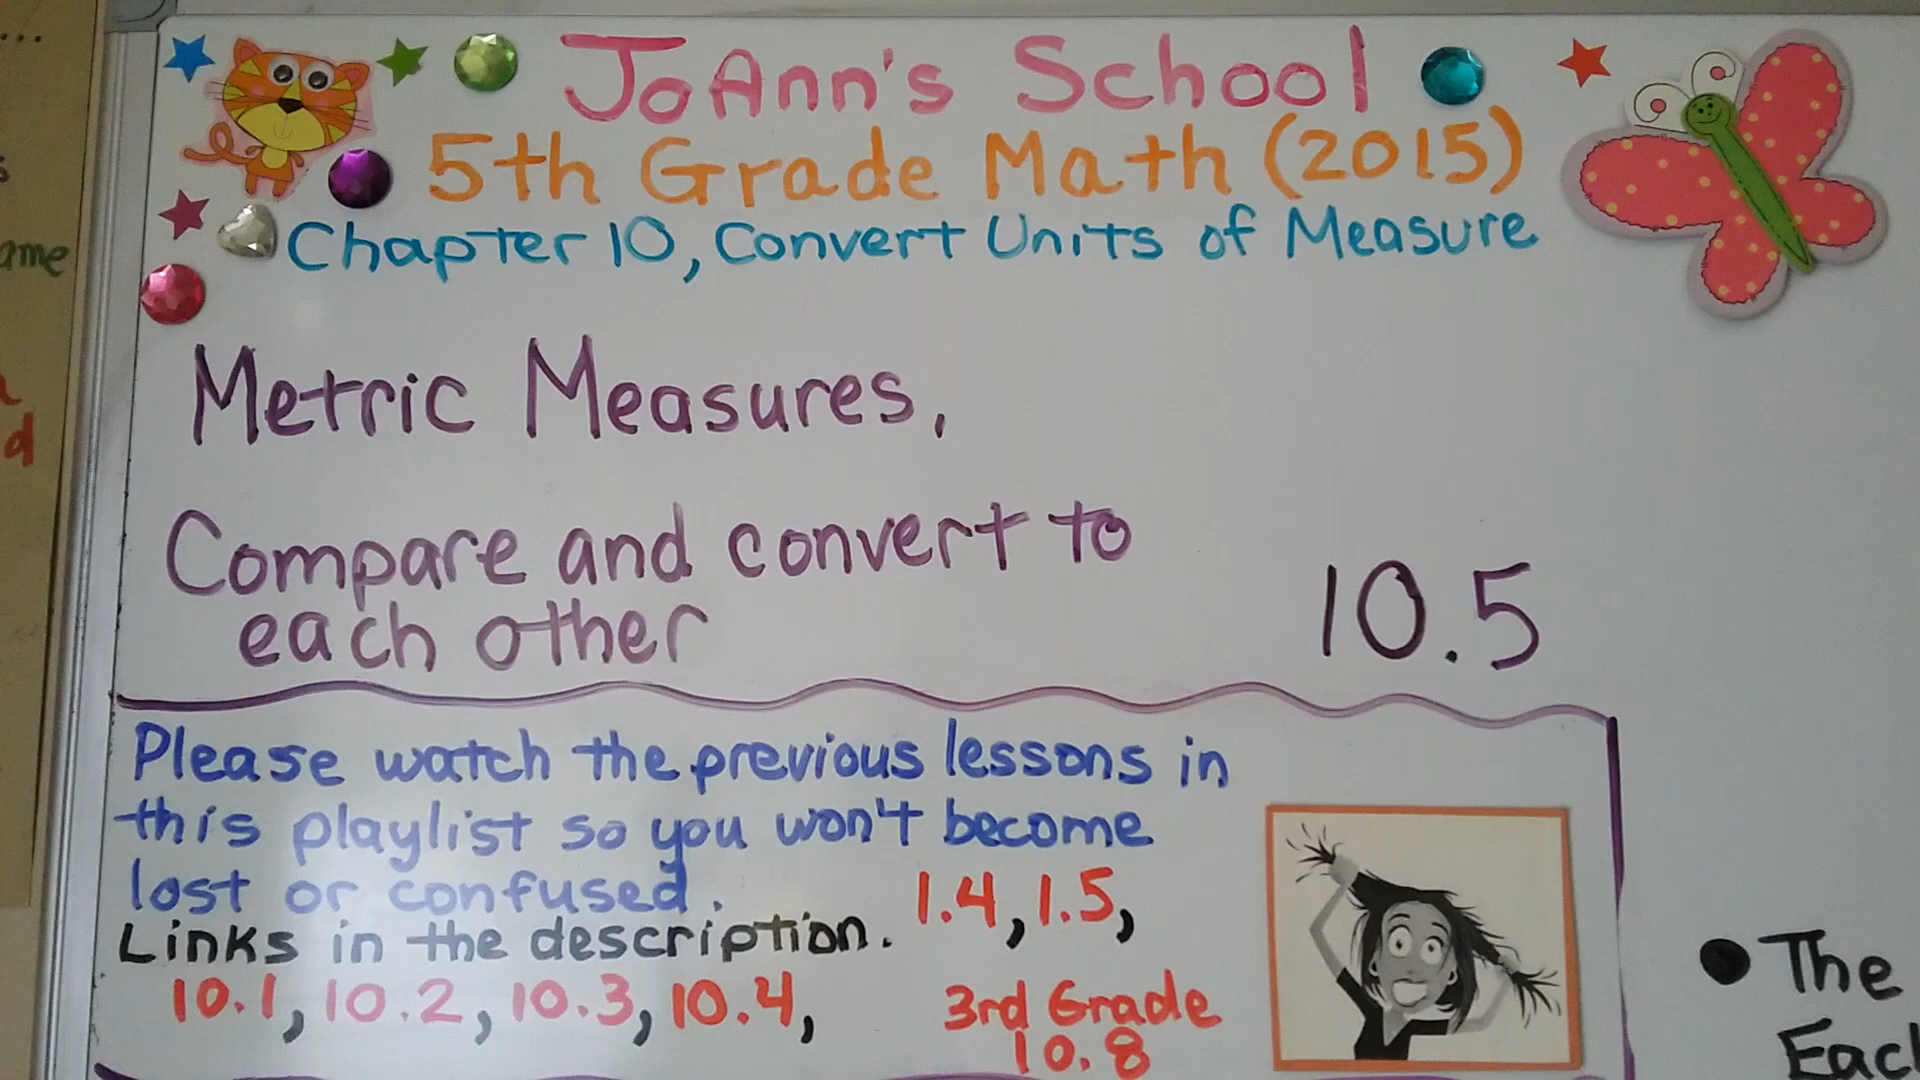 JoAnn's School
5th Grade Math (2015)
Chapter 10, Convert Units of Measure
Metric Measures,
Compare and convert to
each other
10.5
Please watch the previous lessons in
this playlist so you won't become
lost or confused.
Links in the description. 1.4, 1.5,
10.1, 10.2, 10.3, 10.4,
3rd Grade
10.8
• The
Each
ame
d